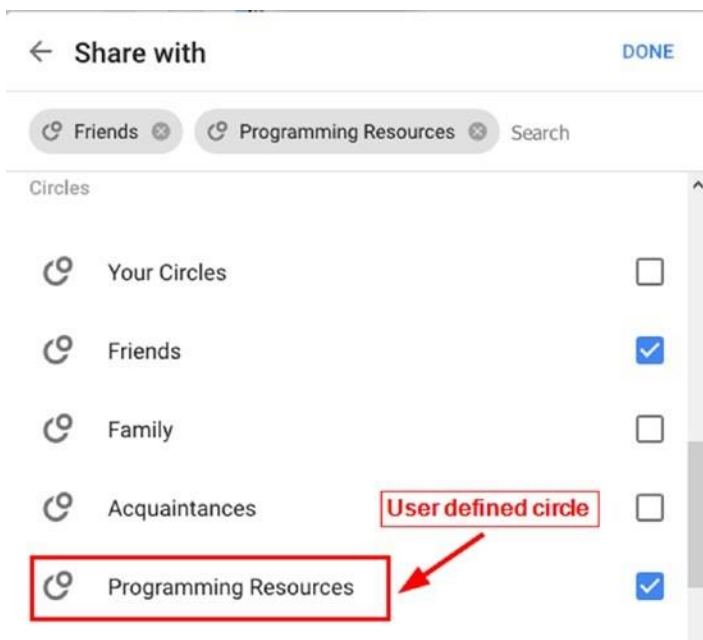 Share with
DONE
Friends Programming Resources Search
Circles
Your Circles
Friends
Family
Acquaintances
User defined circle
Programming Resources